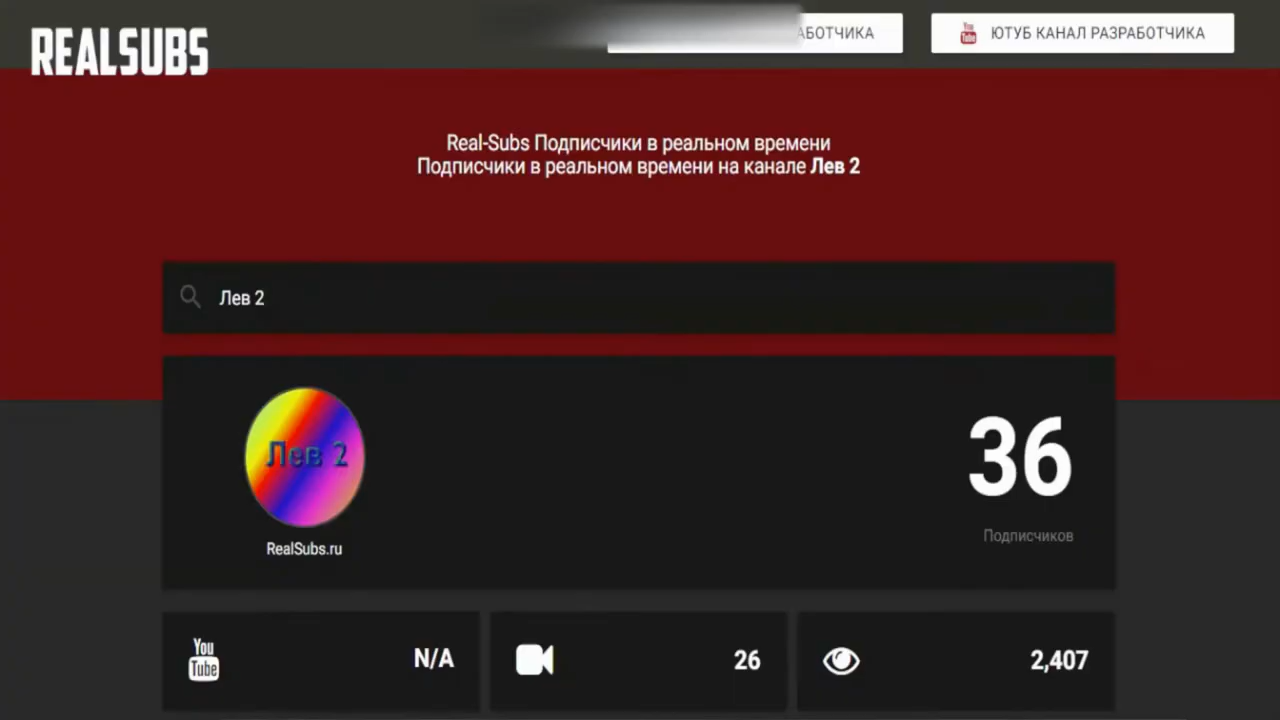 REALSUBS
ЮТУБ КАНАЛ РАЗРАБОТЧИКА
Real-Subs Подписчики в реальном времени
Подписчики в реальном времени на канале Лев 2
Лев 2
Лев 2
36
Подписчиков
RealSubs.ru
You
Tube
N/A
26
2,407